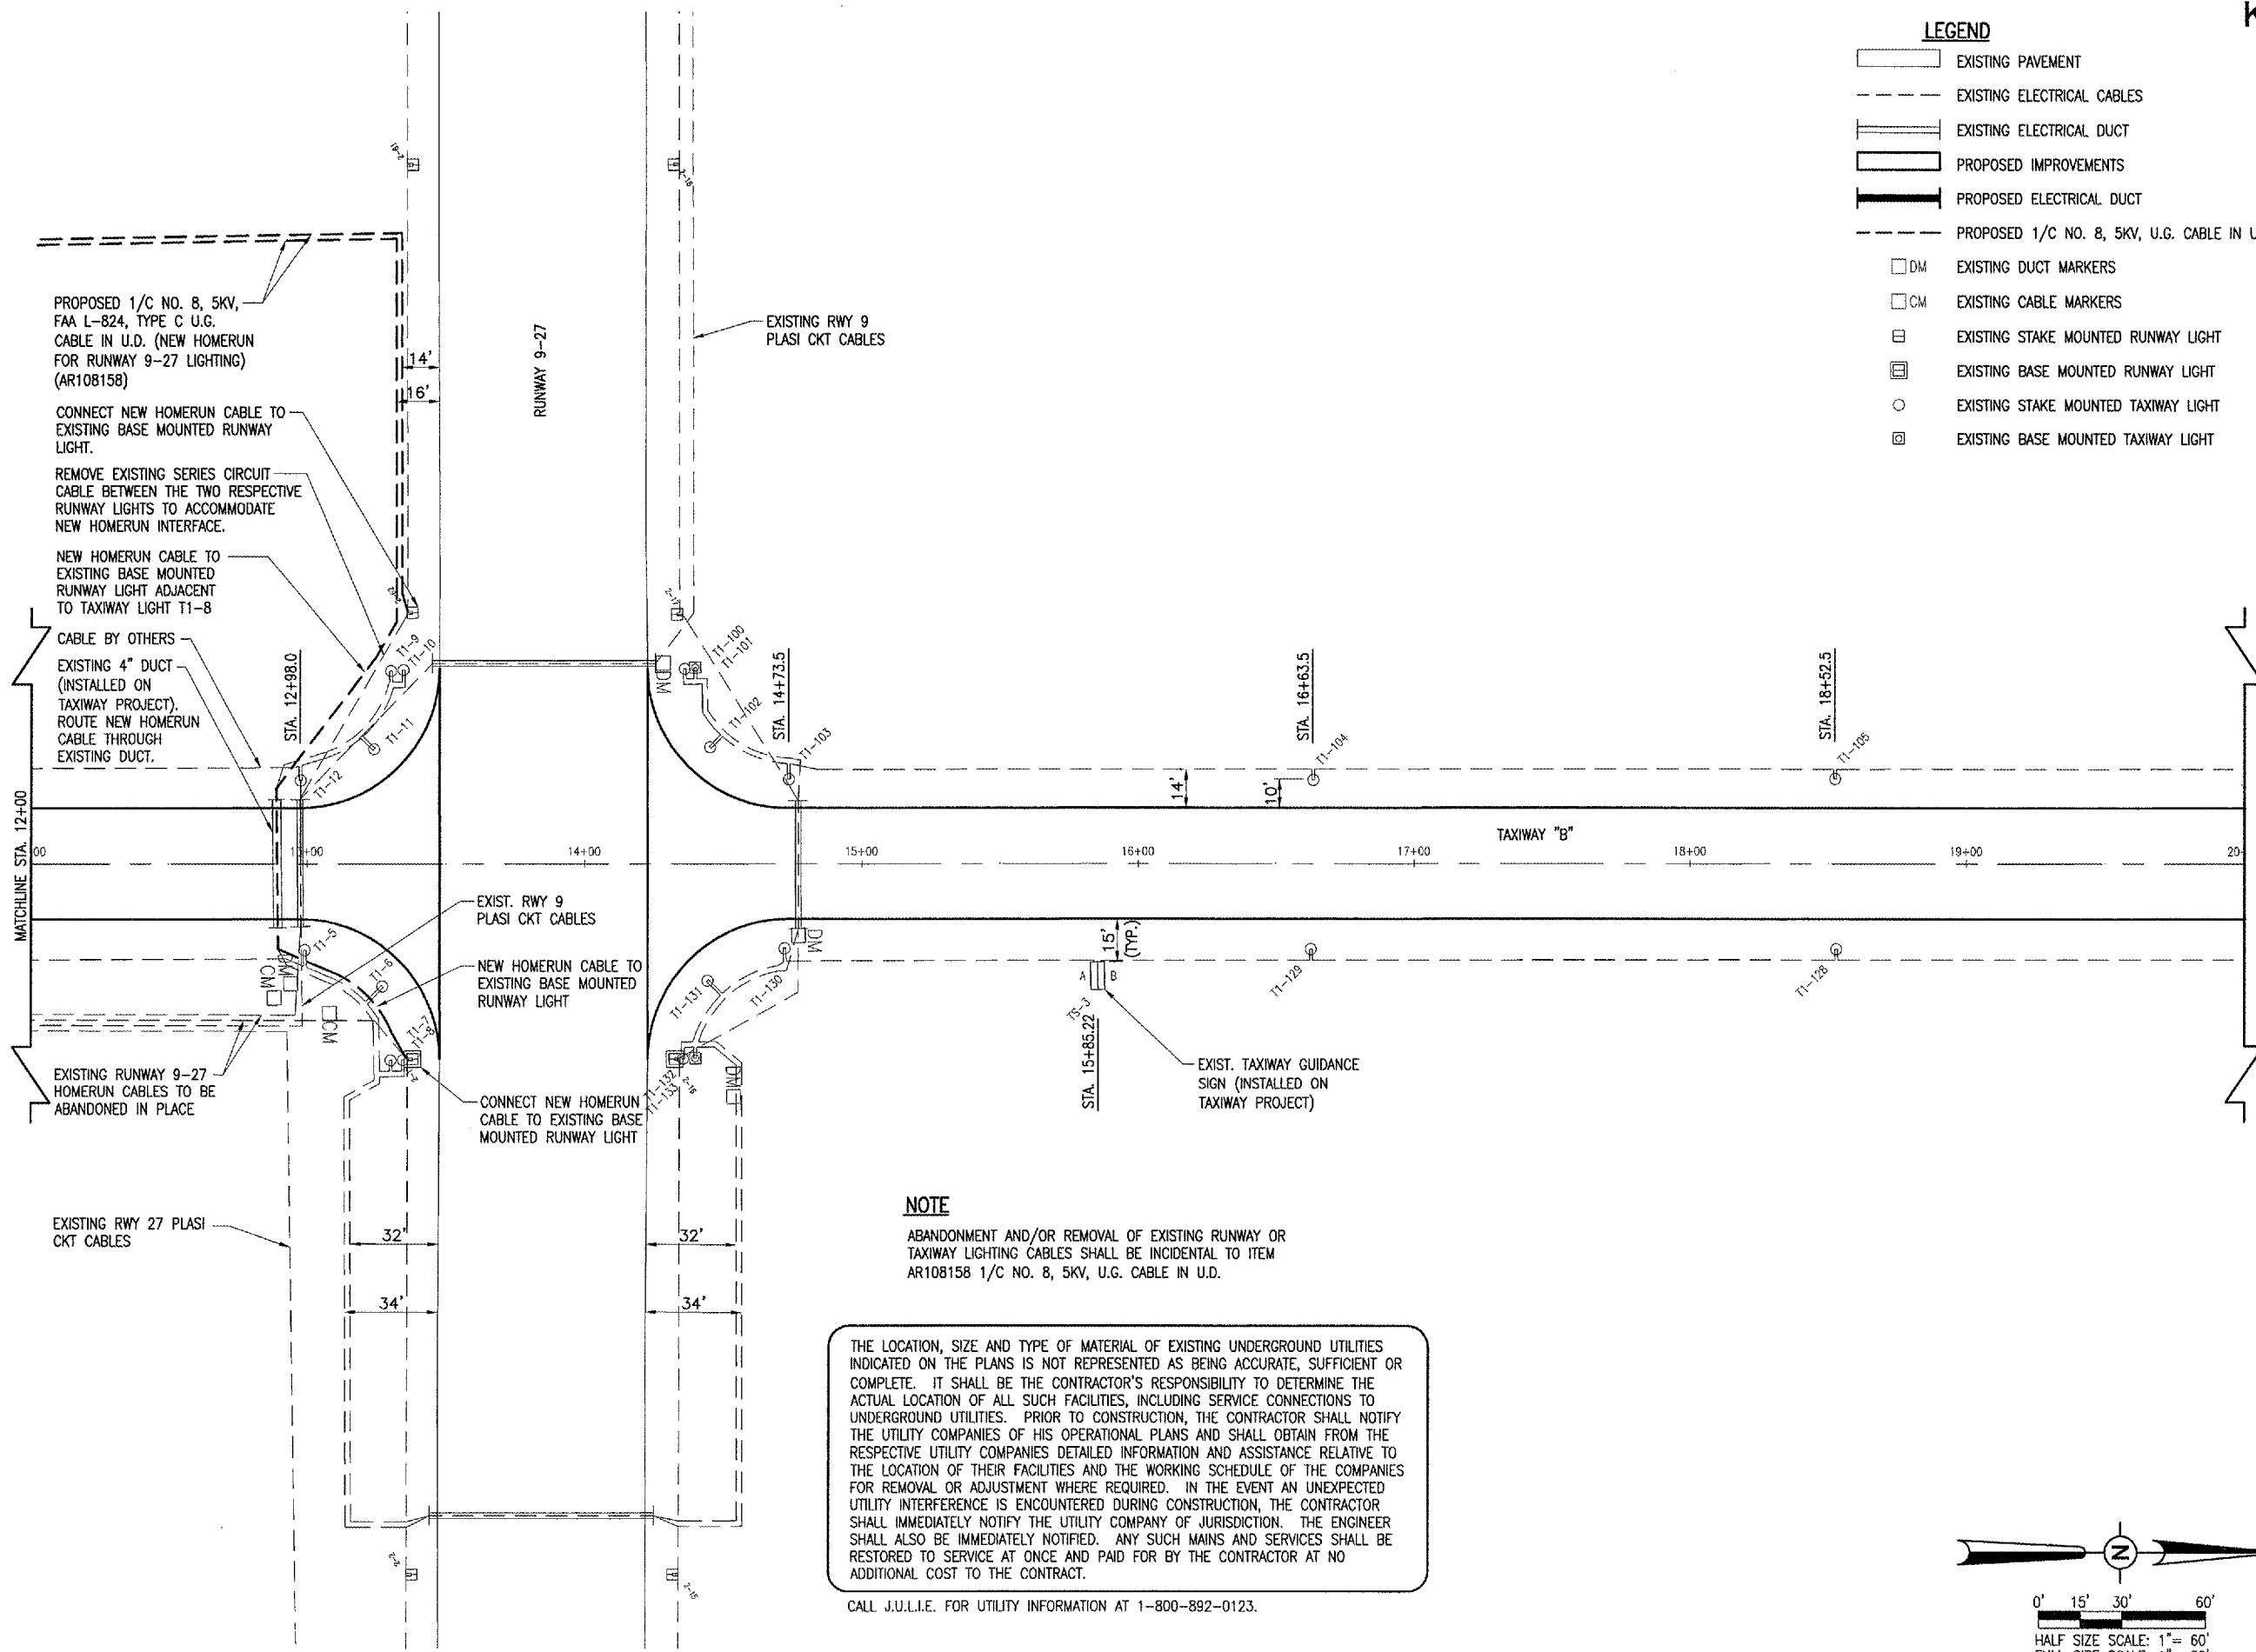 LEGEND
EXISTING PAVEMENT
EXISTING ELECTRICAL CABLES
EXISTING ELECTRICAL DUCT
PROPOSED IMPROVEMENTS
PROPOSED ELECTRICAL DUCT
PROPOSED 1/C NO. 8, 5KV, U.G. CABLE IN
DM EXISTING DUCT MARKERS
CM EXISTING CABLE MARKERS
EXISTING STAKE MOUNTED RUNWAY LIGHT
EXISTING BASE MOUNTED RUNWAY LIGHT
EXISTING STAKE MOUNTED TAXIWAY LIGHT
EXISTING BASE MOUNTED TAXIWAY LIGHT
2-18
PROPOSED 1/C NO. 8, 5KV,
FAA L-824, TYPE C U.G.
CABLE IN U.D. (NEW HOMERUN
FOR RUNWAY 9-27 LIGHTING)
(AR108158)
14'
16'
RUNWAY 9-27
EXISTING RWY 9
PLASI CKT CABLES
CONNECT NEW HOMERUN CABLE TO
EXISTING BASE MOUNTED RUNWAY
LIGHT.
REMOVE EXISTING SERIES CIRCUIT
CABLE BETWEEN THE TWO RESPECTIVE
RUNWAY LIGHTS TO ACCOMMODATE
NEW HOMERUN INTERFACE.
NEW HOMERUN CABLE TO
EXISTING BASE MOUNTED
RUNWAY LIGHT ADJACENT
TO TAXIWAY LIGHT T1-8
CABLE BY OTHERS
EXISTING 4" DUCT
(INSTALLED ON
TAXIWAY PROJECT).
ROUTE NEW HOMERUN
CABLE THROUGH
EXISTING DUCT.
STA. 12+98.0
T1-9
T1-10
T1-11
T1-12
2-17
T1-100
T1-101
DM
T1-102
STA. 14+73.5
T1-103
STA. 16+63.5
T1-104
STA. 18+52.5
T1-105
14'
10'
MATCHLINE STA. 12+00
00
13+00
14+00
15+00
16+00
17+00
18+00
19+00
20
TAXIWAY "B"
EXIST. RWY 9
PLASI CKT CABLES
NEW HOMERUN CABLE TO
EXISTING BASE MOUNTED
RUNWAY LIGHT
T1-5
T1-6
T1-7
T1-8
DM
CM
CM
DM
T1-130
T1-131
T1-132
T1-133
2-16
DM
15'
(TYP.)
A B
TS-3
STA. 15+85.22
T1-129
T1-128
EXIST. TAXIWAY GUIDANCE
SIGN (INSTALLED ON
TAXIWAY PROJECT)
EXISTING RUNWAY 9-27
HOMERUN CABLES TO BE
ABANDONED IN PLACE
CONNECT NEW HOMERUN
CABLE TO EXISTING BASE
MOUNTED RUNWAY LIGHT
EXISTING RWY 27 PLASI
CKT CABLES
32'
32'
34'
34'
2-2
2-15
NOTE
ABANDONMENT AND/OR REMOVAL OF EXISTING RUNWAY OR
TAXIWAY LIGHTING CABLES SHALL BE INCIDENTAL TO ITEM
AR108158 1/C NO. 8, 5KV, U.G. CABLE IN U.D.
THE LOCATION, SIZE AND TYPE OF MATERIAL OF EXISTING UNDERGROUND UTILITIES
INDICATED ON THE PLANS IS NOT REPRESENTED AS BEING ACCURATE, SUFFICIENT OR
COMPLETE. IT SHALL BE THE CONTRACTOR'S RESPONSIBILITY TO DETERMINE THE
ACTUAL LOCATION OF ALL SUCH FACILITIES, INCLUDING SERVICE CONNECTIONS TO
UNDERGROUND UTILITIES. PRIOR TO CONSTRUCTION, THE CONTRACTOR SHALL NOTIFY
THE UTILITY COMPANIES OF HIS OPERATIONAL PLANS AND SHALL OBTAIN FROM THE
RESPECTIVE UTILITY COMPANIES DETAILED INFORMATION AND ASSISTANCE RELATIVE TO
THE LOCATION OF THEIR FACILITIES AND THE WORKING SCHEDULE OF THE COMPANIES
FOR REMOVAL OR ADJUSTMENT WHERE REQUIRED. IN THE EVENT AN UNEXPECTED
UTILITY INTERFERENCE IS ENCOUNTERED DURING CONSTRUCTION, THE CONTRACTOR
SHALL IMMEDIATELY NOTIFY THE UTILITY COMPANY OF JURISDICTION. THE ENGINEER
SHALL ALSO BE IMMEDIATELY NOTIFIED. ANY SUCH MAINS AND SERVICES SHALL BE
RESTORED TO SERVICE AT ONCE AND PAID FOR BY THE CONTRACTOR AT NO
ADDITIONAL COST TO THE CONTRACT.
CALL J.U.L.I.E. FOR UTILITY INFORMATION AT 1-800-892-0123.
N
0' 15' 30' 60'
HALF SIZE SCALE: 1"= 60'